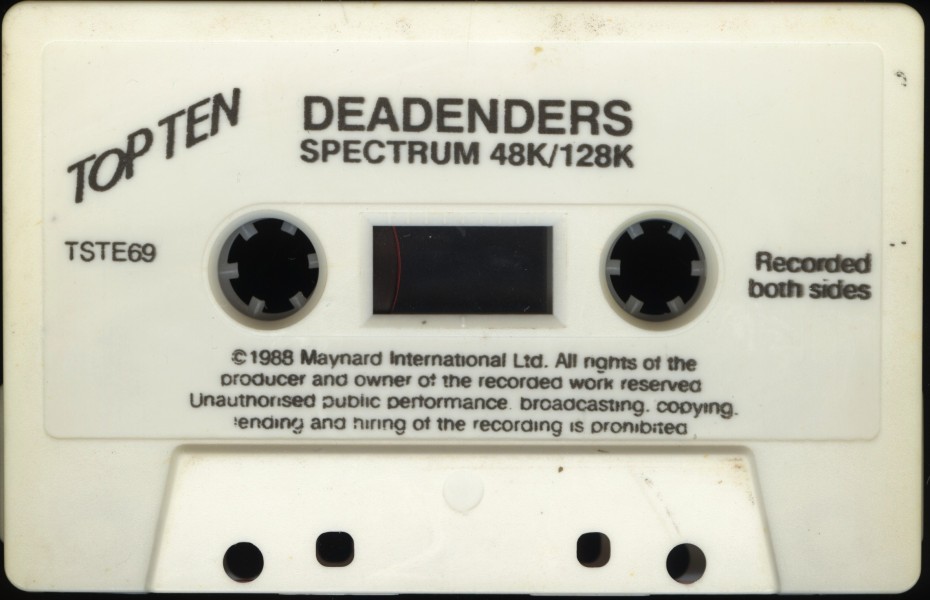 TOP TEN
DEADENDERS
SPECTRUM 48K/128K
TSTE69
Recorded
both sides
©1988 Maynard International Ltd. All rights of the
producer and owner of the recorded work reserved
Unauthorised public performance. broadcasting. copying.
lending and hiring of the recording is prohibited